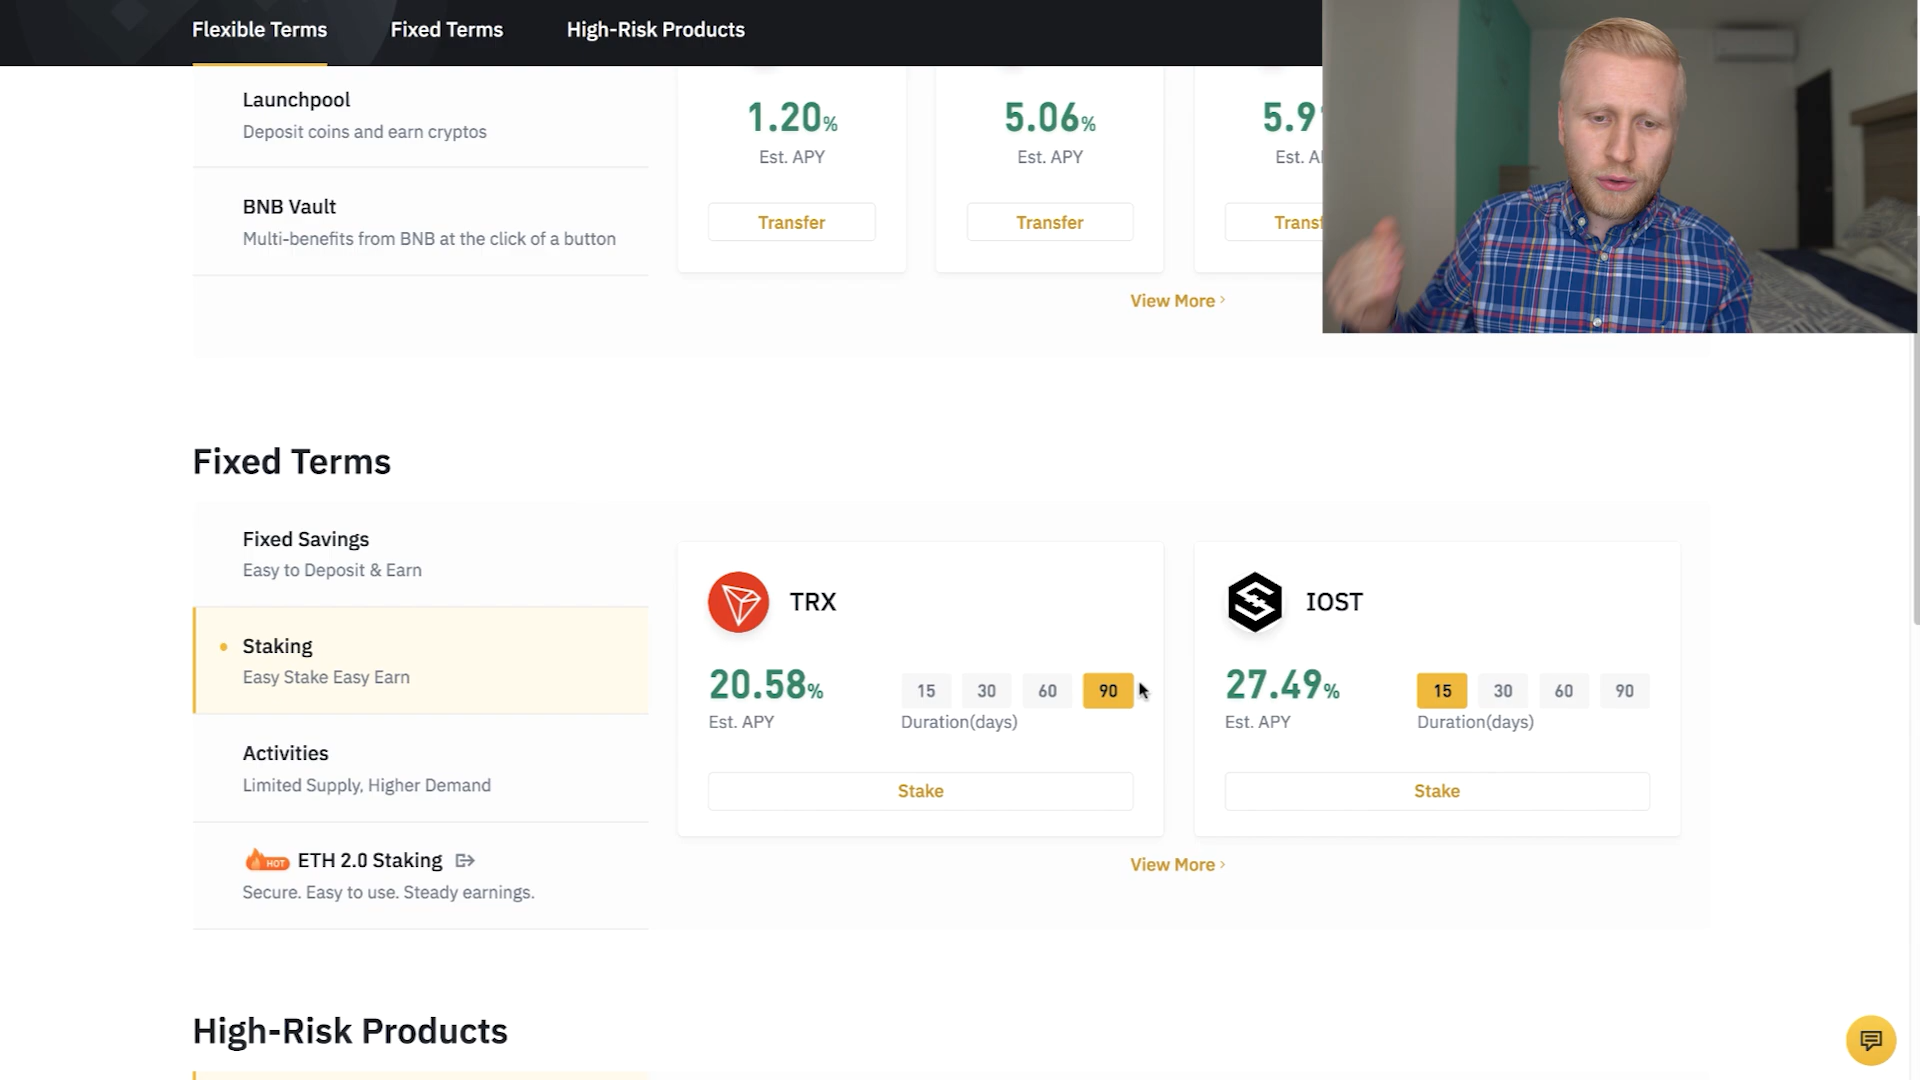 Flexible Terms
Fixed Terms
High-Risk Products
Launchpool
Deposit coins and earn cryptos
BNB Vault
Multi-benefits from BNB at the click of a button
1.20%
Est. APY
Transfer
5.06%
Est. APY
Transfer
5.9
Est.
View More
Fixed Terms
Fixed Savings
Easy to Deposit & Earn
Staking
Easy Stake Easy Earn
Activities
Limited Supply, Higher Demand
HOT ETH 2.0 Staking
Secure. Easy to use. Steady earnings.
TRX
20.58%
Est. APY
15 30 60 90
Duration(days)
Stake
IOST
27.49%
Est. APY
15 30 60 90
Duration(days)
Stake
View More
High-Risk Products